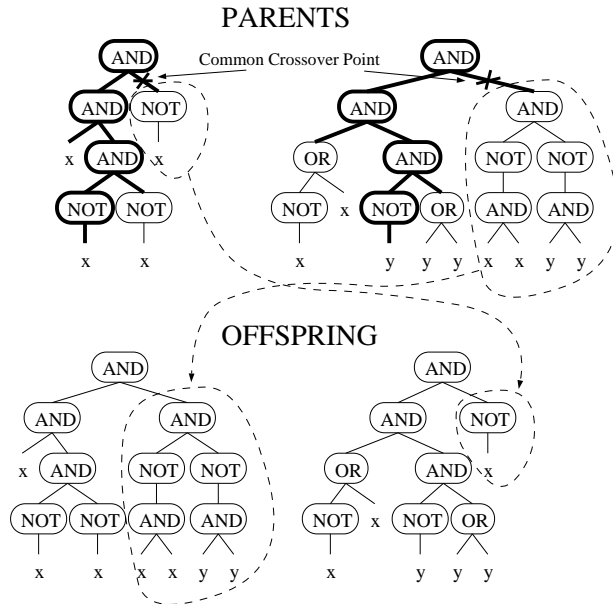 PARENTS
AND AND
Common Crossover Point
AND NOT AND AND
x AND x OR AND NOT NOT
NOT NOT NOT x NOT OR AND AND
x x x y y y x x y y
OFFSPRING
AND AND
AND AND AND NOT
x AND NOT NOT OR AND x
NOT NOT AND AND NOT x NOT OR
x x x x y y x y y y